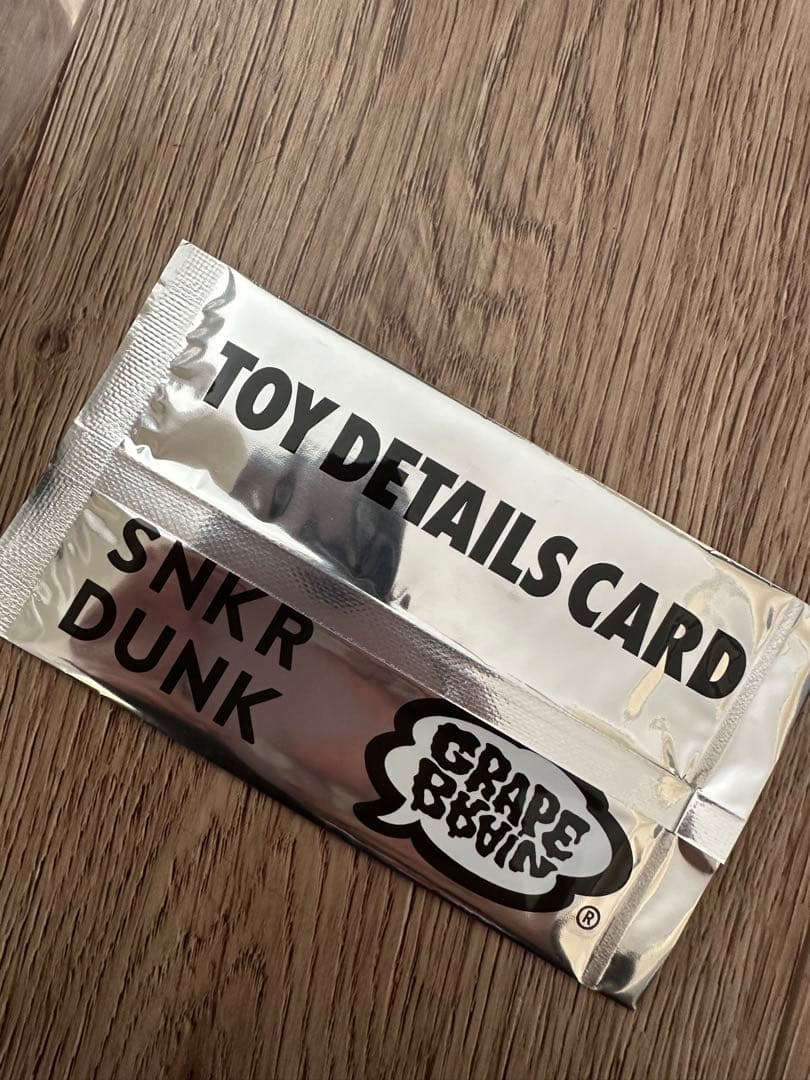 TOY DETAILS CARD
SNKR
DUNK
GRAPE
BRAIN
®